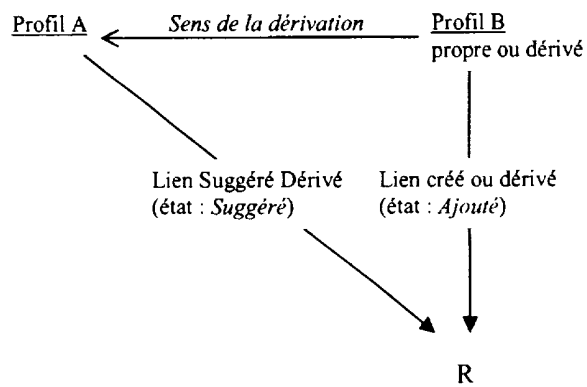 Profil A
Sens de la dérivation
Profil B
propre ou dérivé
Lien Suggéré Dérivé
(état : Suggéré)
Lien créé ou dérivé
(état : Ajouté)
R